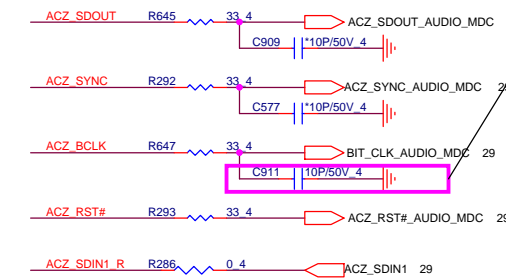 ACZ_SDOUT R645 33_4 ACZ_SDOUT_AUDIO_MDC
C909 *10P/50V_4
ACZ_SYNC R292 33_4 ACZ_SYNC_AUDIO_MDC
C577 *10P/50V_4
ACZ_BCLK R647 33_4 BIT_CLK_AUDIO_MDC 29
C911 10P/50V_4
ACZ_RST# R293 33_4 ACZ_RST#_AUDIO_MDC 29
ACZ_SDIN1_R R286 0_4 ACZ_SDIN1 29